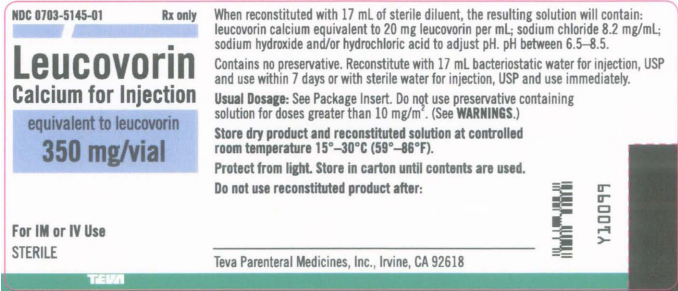 NDC 0703-5145-01 Rx only
Leucovorin
Calcium for Injection
equivalent to leucovorin
350 mg/vial
For IM or IV Use
STERILE
TEVA
When reconstituted with 17 mL of sterile diluent, the resulting solution will contain:
leucovorin calcium equivalent to 20 mg leucovorin per mL; sodium chloride 8.2 mg/mL;
sodium hydroxide and/or hydrochloric acid to adjust pH. pH between 6.5–8.5.
Contains no preservative. Reconstitute with 17 mL bacteriostatic water for injection, USP
and use within 7 days or with sterile water for injection, USP and use immediately.
Usual Dosage: See Package Insert. Do not use preservative containing
solution for doses greater than 10 mg/m². (See WARNINGS.)
Store dry product and reconstituted solution at controlled
room temperature 15°–30°C (59°–86°F).
Protect from light. Store in carton until contents are used.
Do not use reconstituted product after:
Teva Parenteral Medicines, Inc., Irvine, CA 92618
Y10099